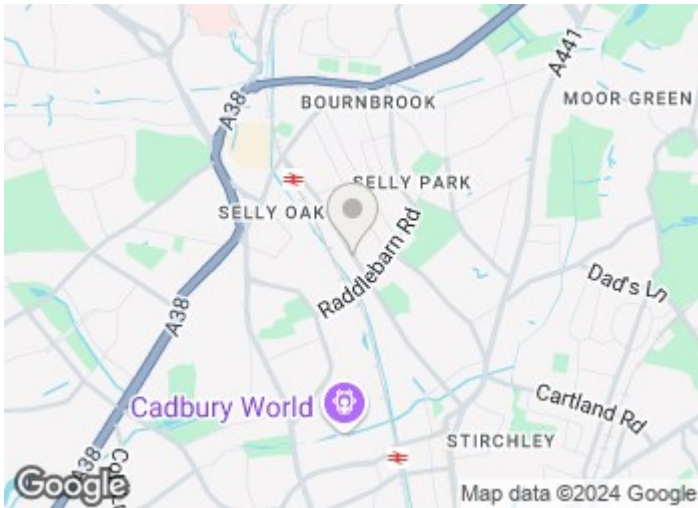 A38
A441
BOURNBROOK
MOOR GREEN
SELLY PARK
SELLY OAK
Raddlebarn Rd
Dad's Ln
A38
Cadbury World
Cartland Rd
STIRCHLEY
A38
Google
Map data ©2024 Google